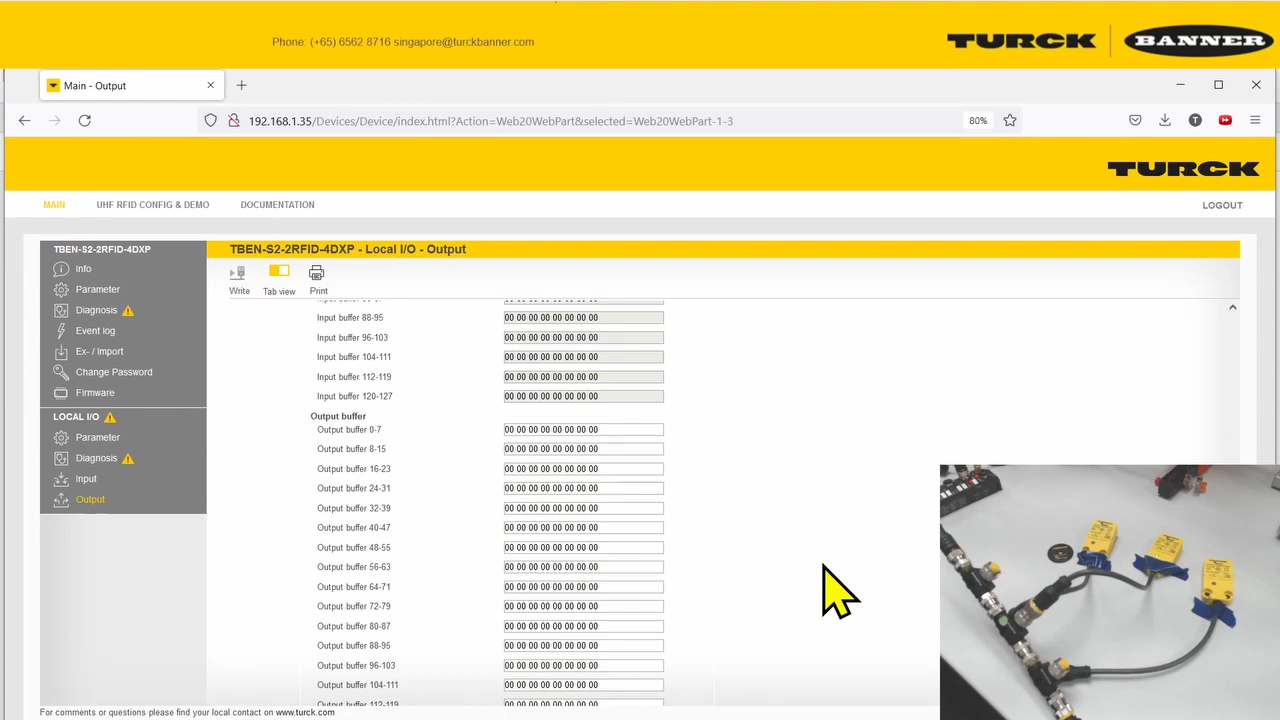 Phone: (+65) 6562 8716 singapore@turckbanner.com
TURCK BANNER
Main - Output
192.168.1.35/Devices/Device/index.html?Action=Web20WebPart&selected=Web20WebPart-1-3
80%
T
TURCK
MAIN UHF RFID CONFIG & DEMO DOCUMENTATION LOGOUT
TBEN-S2-2RFID-4DXP
Info
Parameter
Diagnosis
Event log
Ex- / Import
Change Password
Firmware
LOCAL I/O
Parameter
Diagnosis
Input
Output
TBEN-S2-2RFID-4DXP - Local I/O - Output
Write Tab view Print
Input buffer 88-95 00 00 00 00 00 00 00 00
Input buffer 96-103 00 00 00 00 00 00 00 00
Input buffer 104-111 00 00 00 00 00 00 00 00
Input buffer 112-119 00 00 00 00 00 00 00 00
Input buffer 120-127 00 00 00 00 00 00 00 00
Output buffer
Output buffer 0-7 00 00 00 00 00 00 00 00
Output buffer 8-15 00 00 00 00 00 00 00 00
Output buffer 16-23 00 00 00 00 00 00 00 00
Output buffer 24-31 00 00 00 00 00 00 00 00
Output buffer 32-39 00 00 00 00 00 00 00 00
Output buffer 40-47 00 00 00 00 00 00 00 00
Output buffer 48-55 00 00 00 00 00 00 00 00
Output buffer 56-63 00 00 00 00 00 00 00 00
Output buffer 64-71 00 00 00 00 00 00 00 00
Output buffer 72-79 00 00 00 00 00 00 00 00
Output buffer 80-87 00 00 00 00 00 00 00 00
Output buffer 88-95 00 00 00 00 00 00 00 00
Output buffer 96-103 00 00 00 00 00 00 00 00
Output buffer 104-111 00 00 00 00 00 00 00 00
Output buffer 112-119 00 00 00 00 00 00 00 00
For comments or questions please find your local contact on www.turck.com